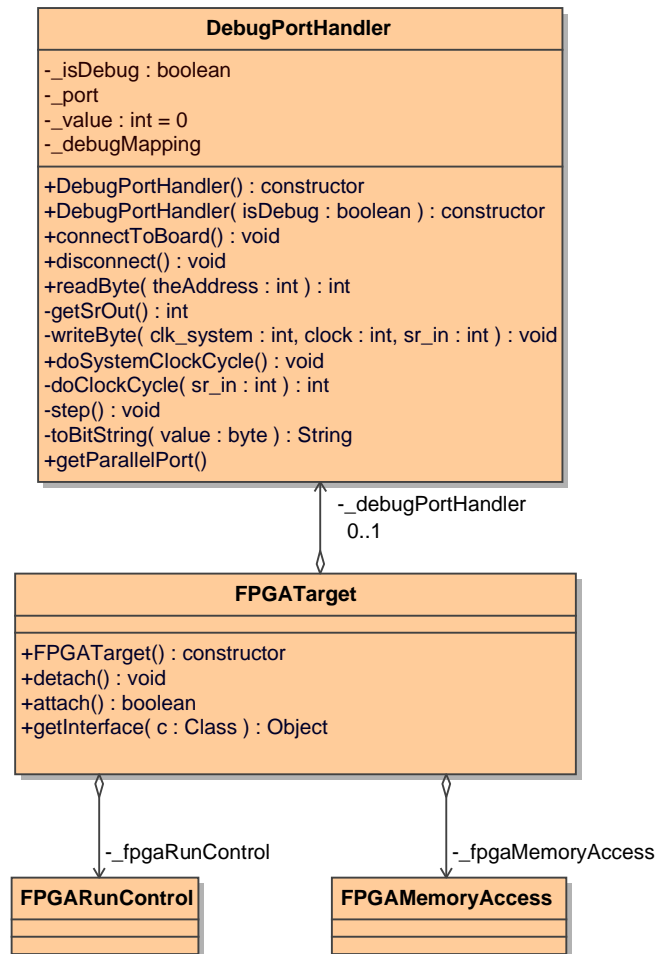 DebugPortHandler
-_isDebug : boolean
-_port
-_value : int = 0
-_debugMapping
+DebugPortHandler() : constructor
+DebugPortHandler( isDebug : boolean ) : constructor
+connectToBoard() : void
+disconnect() : void
+readByte( theAddress : int ) : int
-getSrOut() : int
-writeByte( clk_system : int, clock : int, sr_in : int ) : void
+doSystemClockCycle() : void
-doClockCycle( sr_in : int ) : int
-step() : void
-toBitString( value : byte ) : String
+getParallelPort()
-_debugPortHandler
0..1
FPGATarget
+FPGATarget() : constructor
+detach() : void
+attach() : boolean
+getInterface( c : Class ) : Object
-_fpgaRunControl
-_fpgaMemoryAccess
FPGARunControl
FPGAMemoryAccess